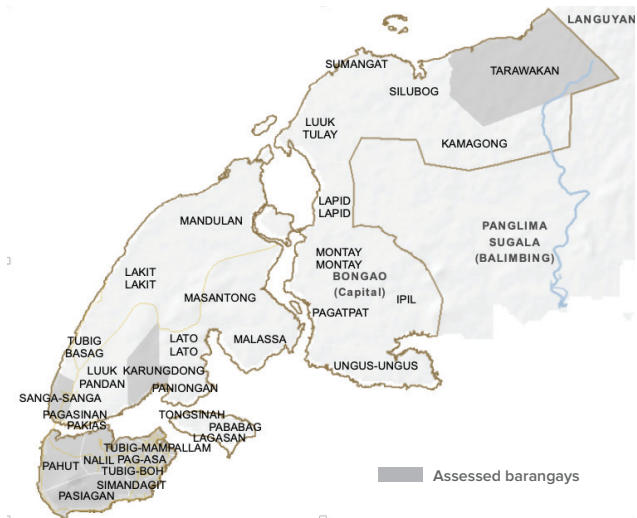 LANGUYAN
SUMANGAT
TARAWAKAN
SILUBOG
LUUK
TULAY
KAMAGONG
LAPID
LAPID
MANDULAN
PANGLIMA
SUGALA
(BALIMBING)
MONTAY
MONTAY
BONGAO
(Capital)
LAKIT
LAKIT
MASANTONG
IPIL
PAGATPAT
TUBIG
BASAG
LATO
LATO
MALASSA
LUUK
PANDAN
KARUNGDONG
UNGUS-UNGUS
PANIONGAN
SANGA-SANGA
PAGASINAN
PAKIAS
TONGSINAH
PABABAG
LAGASAN
TUBIG-MAMPALLAM
PAHUT
NALIL
PAG-ASA
TUBIG-BOH
SIMANDAGIT
PASIAGAN
Assessed barangays